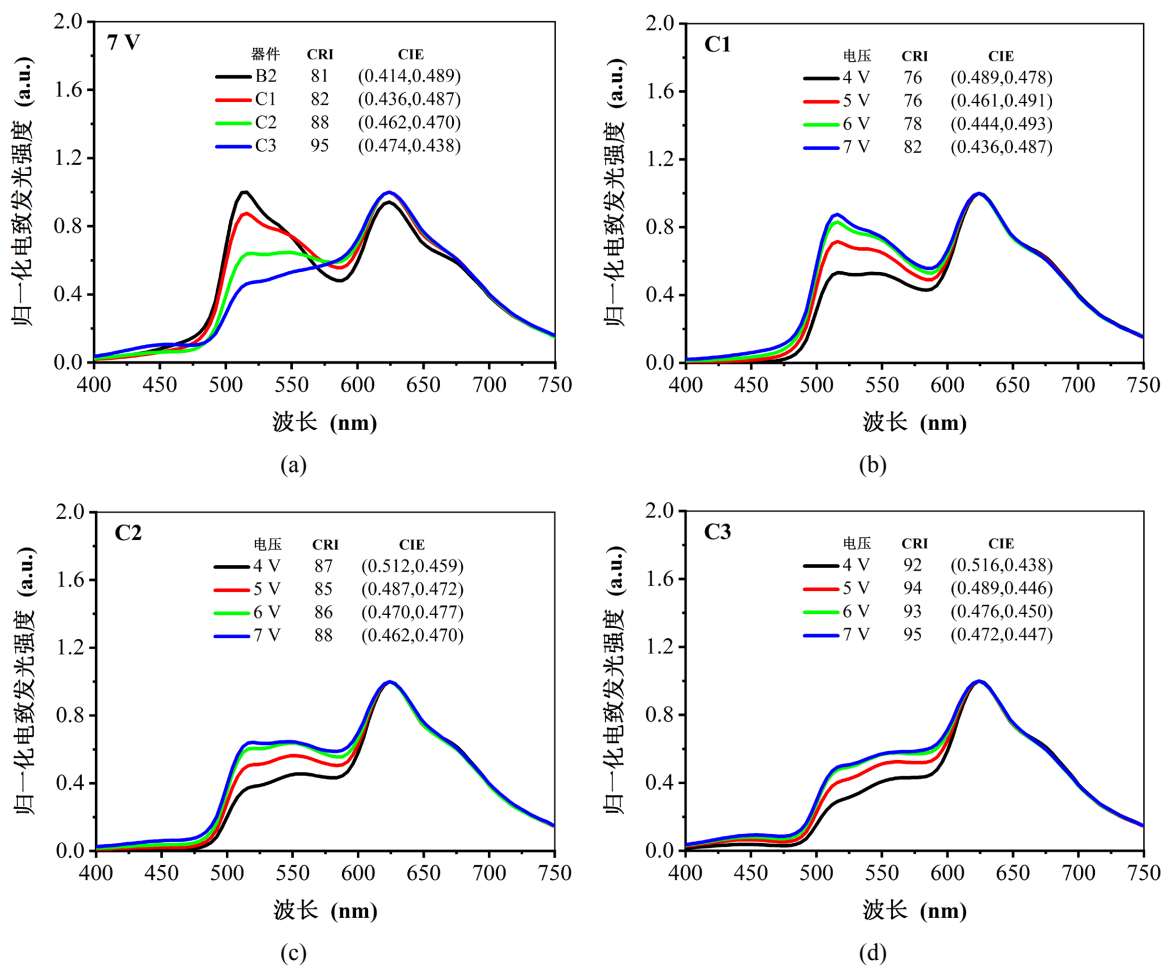 7 V
器件 CRI CIE
B2 81 (0.414,0.489)
C1 82 (0.436,0.487)
C2 88 (0.462,0.470)
C3 95 (0.474,0.438)
归一化电致发光强度 (a.u.)
2.0
1.6
1.2
0.8
0.4
0.0
400 450 500 550 600 650 700 750
波长 (nm)
(a)
C1
电压 CRI CIE
4 V 76 (0.489,0.478)
5 V 76 (0.461,0.491)
6 V 78 (0.444,0.493)
7 V 82 (0.436,0.487)
归一化电致发光强度 (a.u.)
2.0
1.6
1.2
0.8
0.4
0.0
400 450 500 550 600 650 700 750
波长 (nm)
(b)
C2
电压 CRI CIE
4 V 87 (0.512,0.459)
5 V 85 (0.487,0.472)
6 V 86 (0.470,0.477)
7 V 88 (0.462,0.470)
归一化电致发光强度 (a.u.)
2.0
1.6
1.2
0.8
0.4
0.0
400 450 500 550 600 650 700 750
波长 (nm)
(c)
C3
电压 CRI CIE
4 V 92 (0.516,0.438)
5 V 94 (0.489,0.446)
6 V 93 (0.476,0.450)
7 V 95 (0.472,0.447)
归一化电致发光强度 (a.u.)
2.0
1.6
1.2
0.8
0.4
0.0
400 450 500 550 600 650 700 750
波长 (nm)
(d)